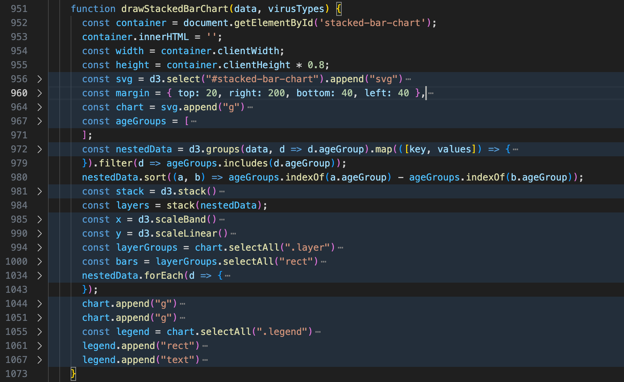 951 function drawStackedBarChart(data, virusTypes) {
952 const container = document.getElementById('stacked-bar-chart');
953 container.innerHTML = '';
954 const width = container.clientWidth;
955 const height = container.clientHeight * 0.8;
956 > const svg = d3.select("#stacked-bar-chart").append("svg")⋯
960 > const margin = { top: 20, right: 200, bottom: 40, left: 40 },⋯
964 > const chart = svg.append("g")⋯
967 > const ageGroups = [⋯
971 ];
972 > const nestedData = d3.groups(data, d => d.ageGroup).map(([key, values]) => {⋯
979 }).filter(d => ageGroups.includes(d.ageGroup));
980 nestedData.sort((a, b) => ageGroups.indexOf(a.ageGroup) - ageGroups.indexOf(b.ageGroup));
981 > const stack = d3.stack()⋯
984 const layers = stack(nestedData);
985 > const x = d3.scaleBand()⋯
990 > const y = d3.scaleLinear()⋯
994 > const layerGroups = chart.selectAll(".layer")⋯
1000 > const bars = layerGroups.selectAll("rect")⋯
1034 > nestedData.forEach(d => {⋯
1043 });
1044 > chart.append("g")⋯
1051 > chart.append("g")⋯
1055 > const legend = chart.selectAll(".legend")⋯
1061 > legend.append("rect")⋯
1067 > legend.append("text")⋯
1073 }